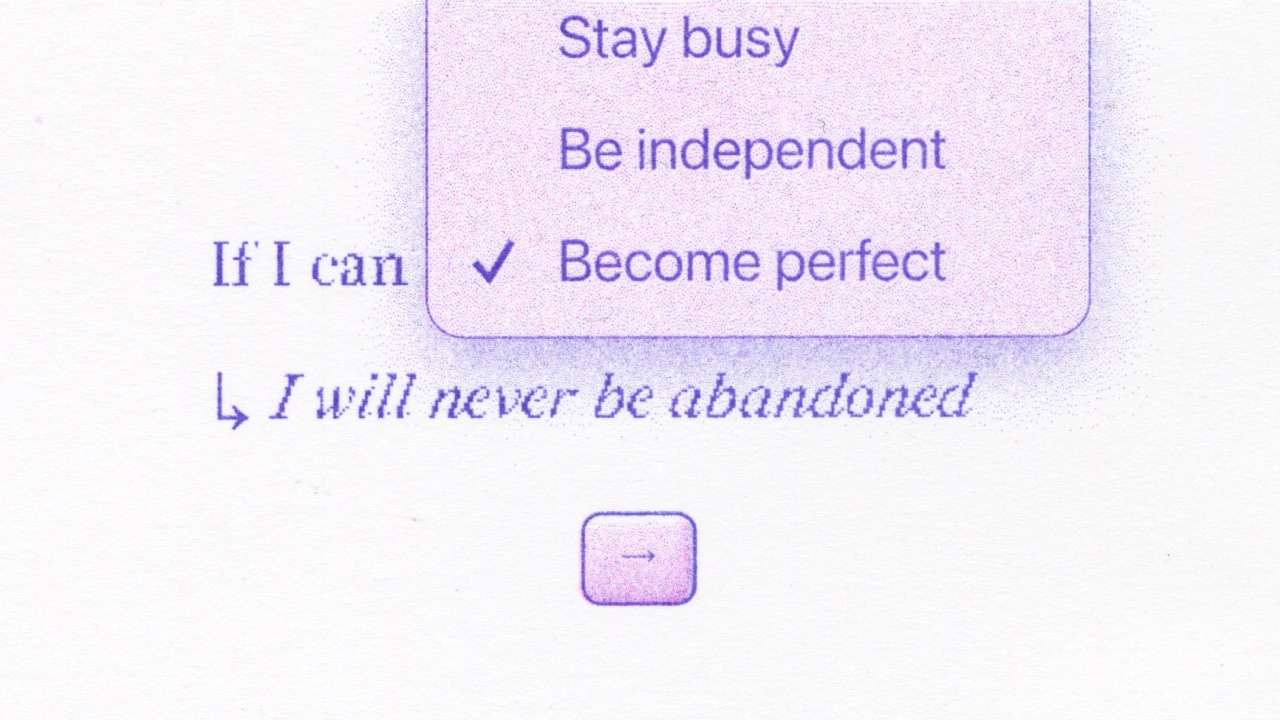 Stay busy
Be independent
If I can ✓ Become perfect
↳ I will never be abandoned
→